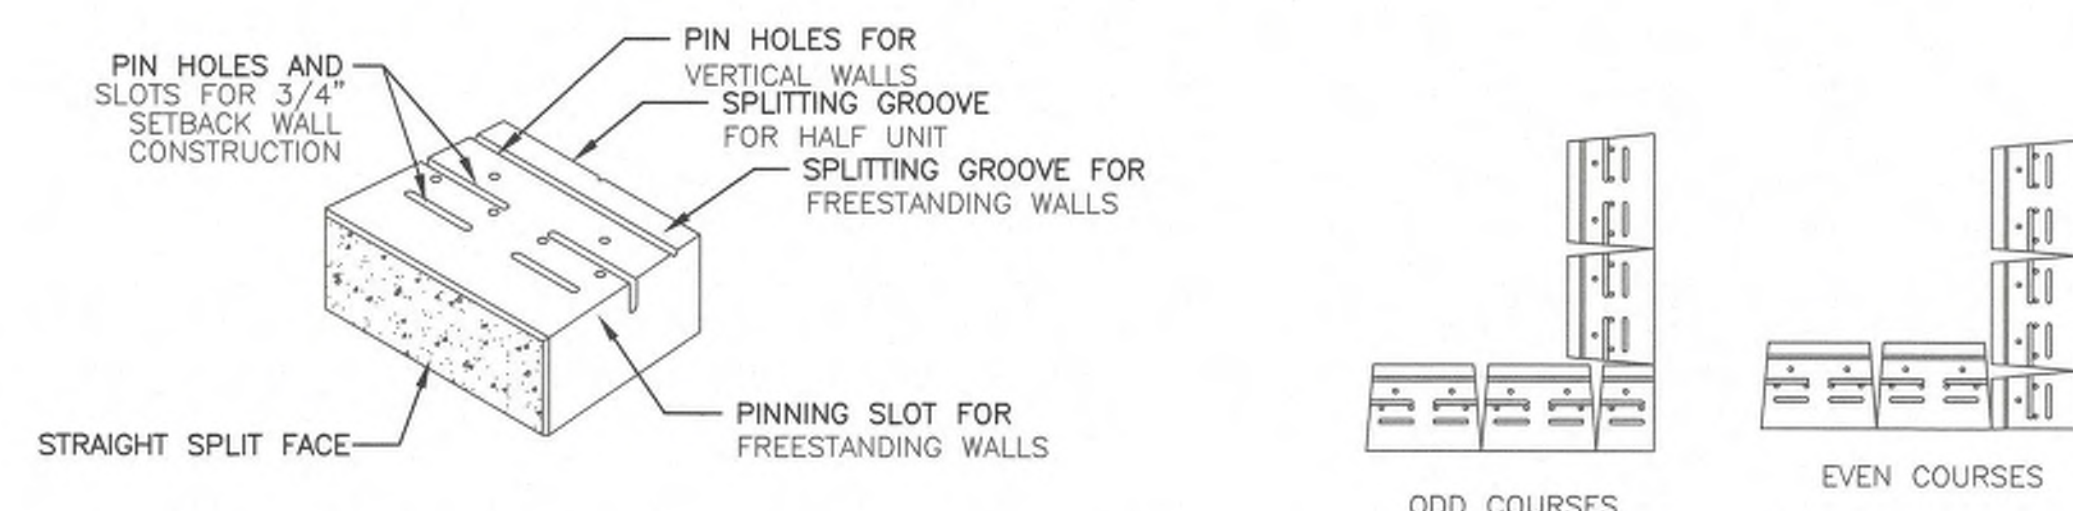 PIN HOLES FOR
VERTICAL WALLS
PIN HOLES AND
SLOTS FOR 3/4"
SETBACK WALL
CONSTRUCTION
SPLITTING GROOVE
FOR HALF UNIT
SPLITTING GROOVE FOR
FREESTANDING WALLS
PINNING SLOT FOR
FREESTANDING WALLS
STRAIGHT SPLIT FACE
ODD COURSES
EVEN COURSES